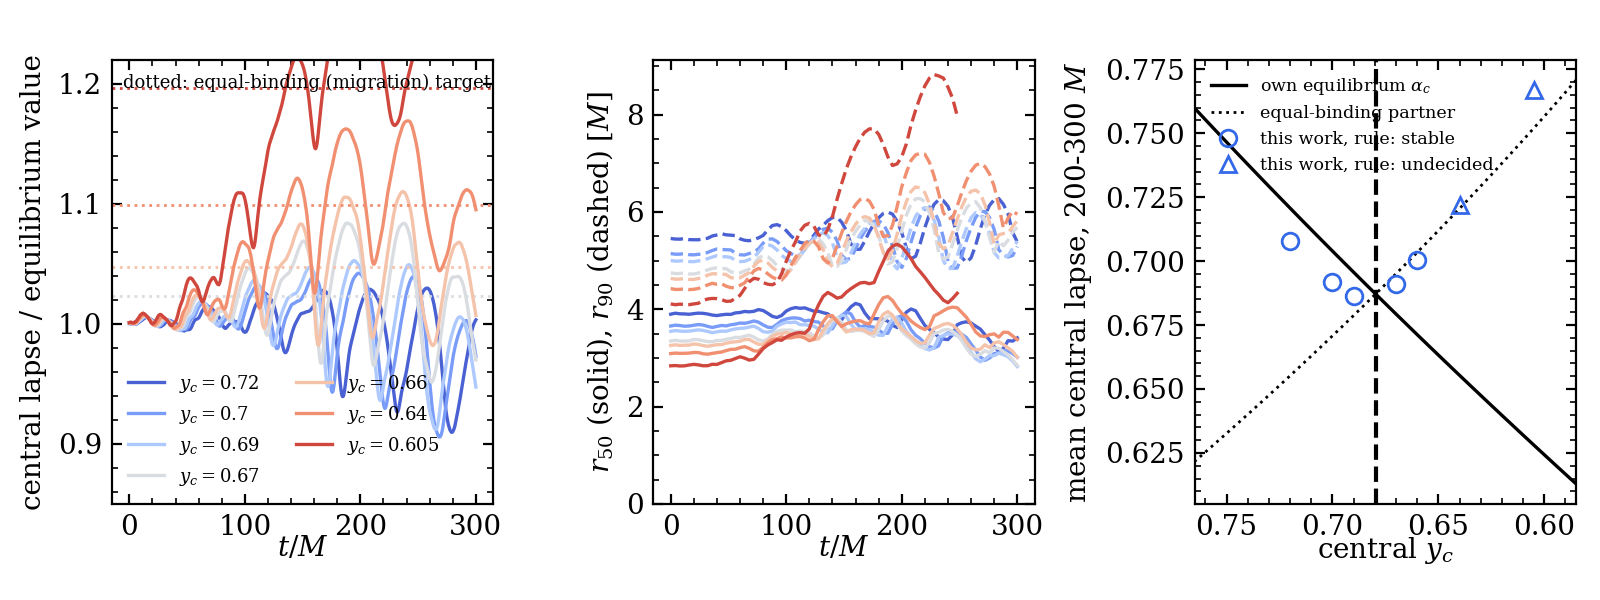 central lapse / equilibrium value
1.2
1.1
1.0
0.9
dotted: equal-binding (migration) target
y_c = 0.72
y_c = 0.7
y_c = 0.69
y_c = 0.67
y_c = 0.66
y_c = 0.64
y_c = 0.605
0
100
200
300
t/M
r_50 (solid), r_90 (dashed) [M]
8
6
4
2
0
0
100
200
300
t/M
mean central lapse, 200-300 M
0.775
0.750
0.725
0.700
0.675
0.650
0.625
own equilibrium α_c
equal-binding partner
this work, rule: stable
this work, rule: undecided
0.75
0.70
0.65
0.60
central y_c